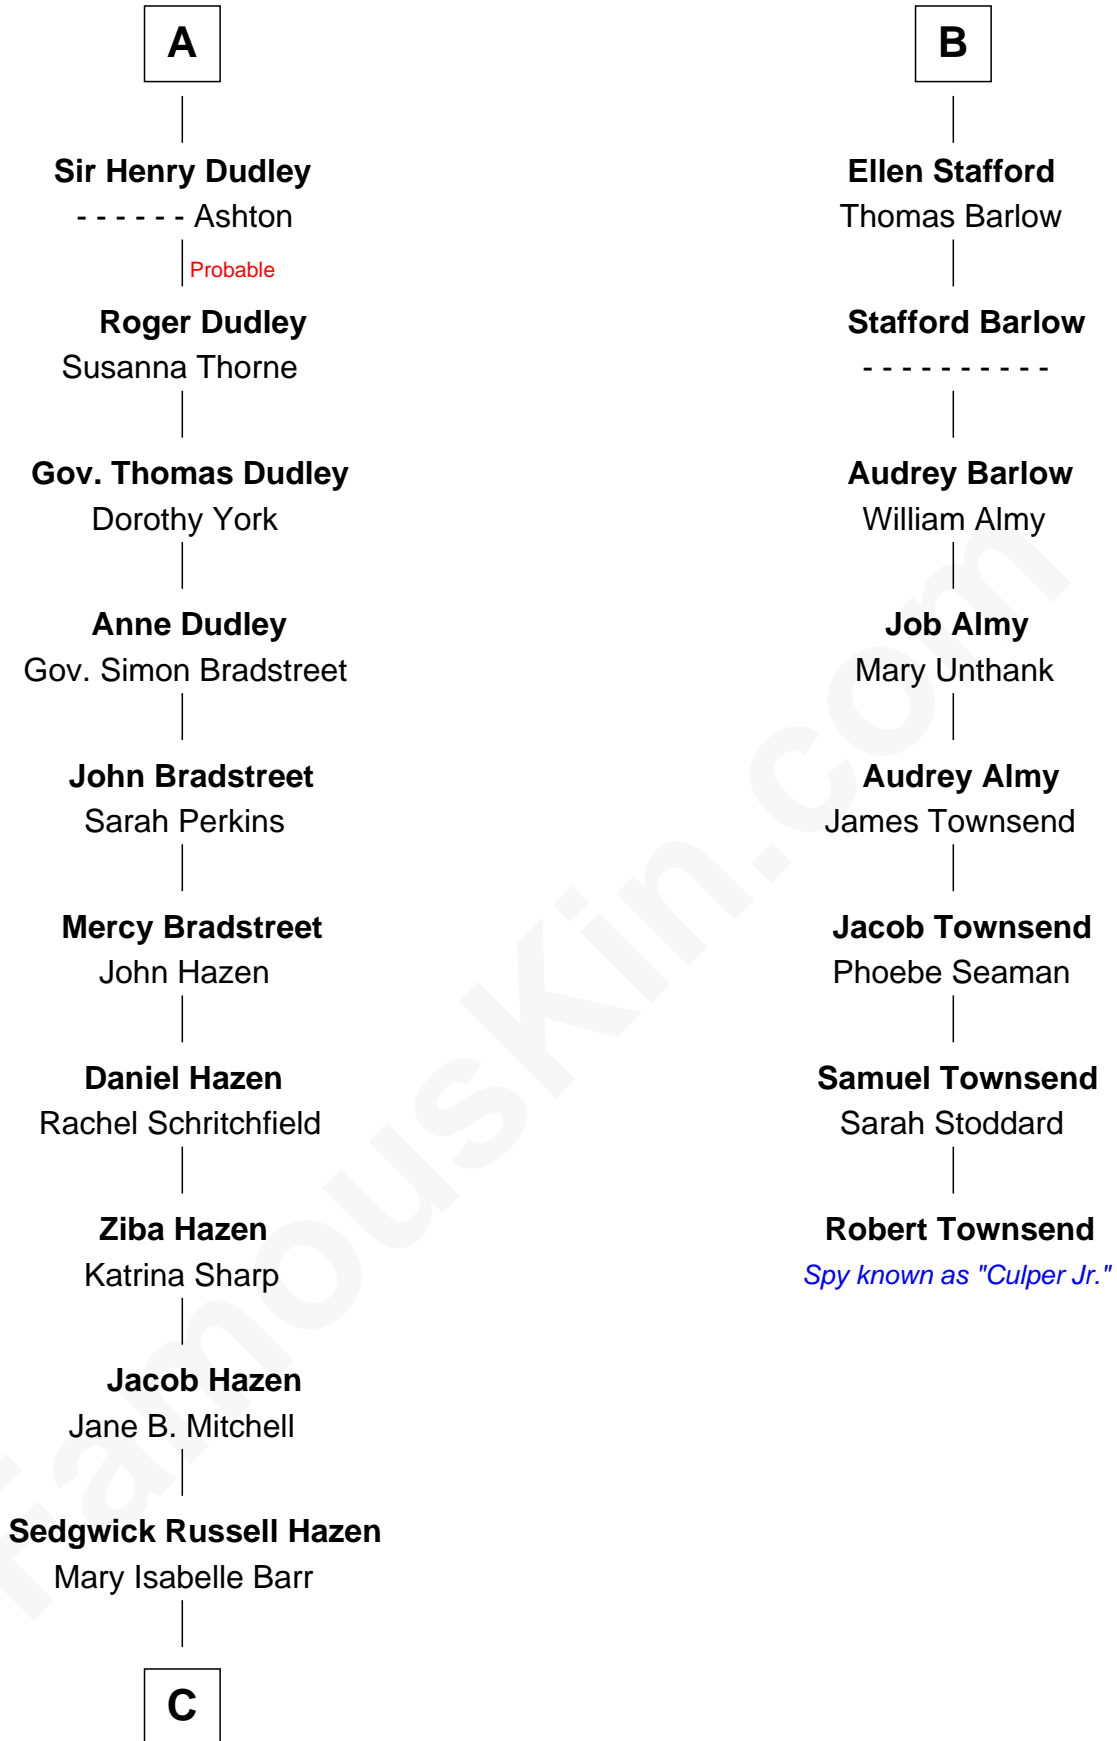 A
Sir Henry Dudley
- - - - - - Ashton
Probable
Roger Dudley
Susanna Thorne
Gov. Thomas Dudley
Dorothy York
Anne Dudley
Gov. Simon Bradstreet
John Bradstreet
Sarah Perkins
Mercy Bradstreet
John Hazen
Daniel Hazen
Rachel Schritchfield
Ziba Hazen
Katrina Sharp
Jacob Hazen
Jane B. Mitchell
Sedgwick Russell Hazen
Mary Isabelle Barr
C
B
Ellen Stafford
Thomas Barlow
Stafford Barlow
- - - - - - - - - -
Audrey Barlow
William Almy
Job Almy
Mary Unthank
Audrey Almy
James Townsend
Jacob Townsend
Phoebe Seaman
Samuel Townsend
Sarah Stoddard
Robert Townsend
Spy known as "Culper Jr."
FamousKin.com